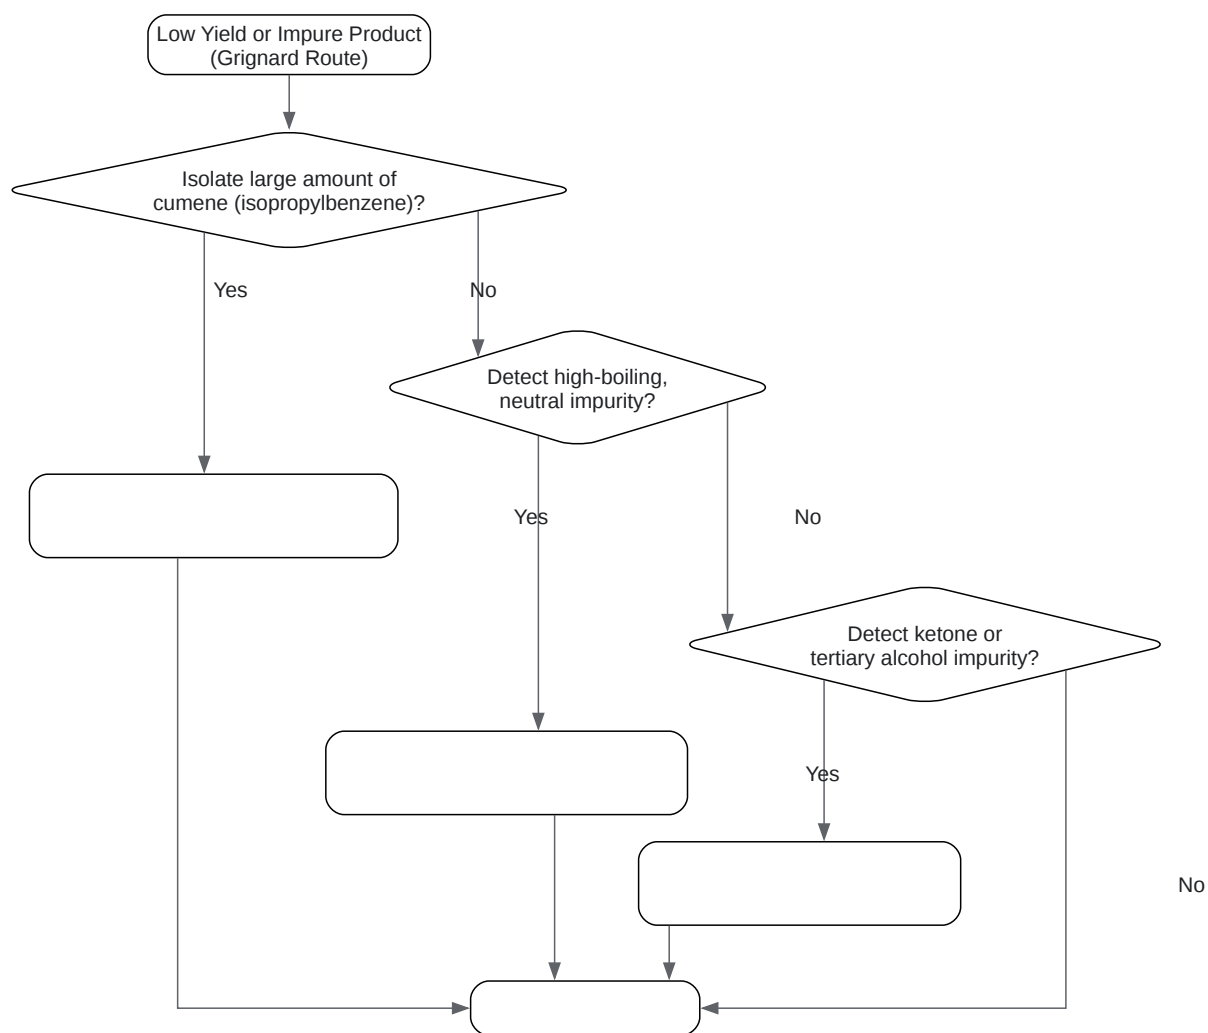 Low Yield or Impure Product
(Grignard Route)
Isolate large amount of
cumene (isopropylbenzene)?
Yes
No
Detect high-boiling,
neutral impurity?
Yes
No
Detect ketone or
tertiary alcohol impurity?
Yes
No